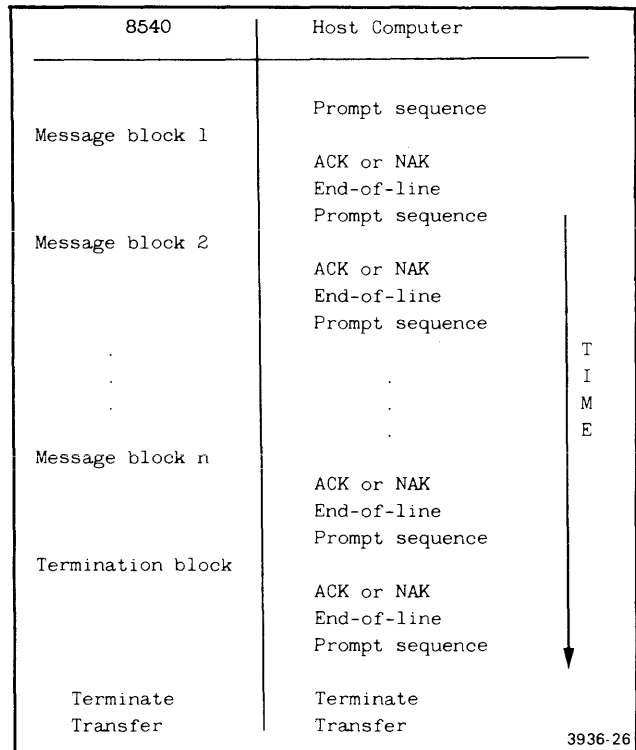 8540 Host Computer
Prompt sequence
Message block 1
ACK or NAK
End-of-line
Prompt sequence
Message block 2
ACK or NAK
End-of-line
Prompt sequence
. .
. .
. .
Message block n
ACK or NAK
End-of-line
Prompt sequence
Termination block
ACK or NAK
End-of-line
Prompt sequence
Terminate Terminate
Transfer Transfer
T
I
M
E
3936-26